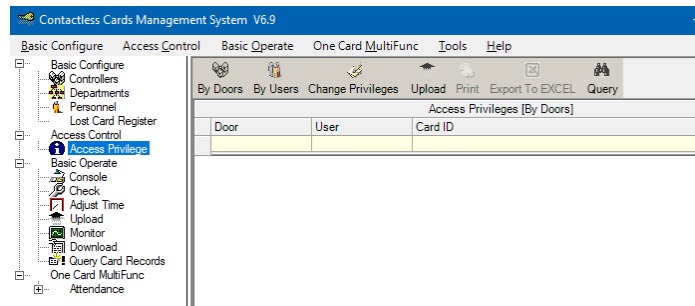 Contactless Cards Management System V6.9
Basic Configure Access Control Basic Operate One Card MultiFunc Tools Help
Basic Configure
Controllers
Departments
Personnel
Lost Card Register
Access Control
Access Privilege
Basic Operate
Console
Check
Adjust Time
Upload
Monitor
Download
Query Card Records
One Card MultiFunc
Attendance
By Doors By Users Change Privileges Upload Print Export To EXCEL Query
Access Privileges [By Doors]
Door User Card ID